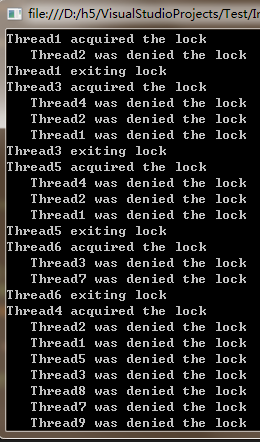 file:///D:/h5/VisualStudioProjects/Test/
Thread1 acquired the lock
Thread2 was denied the lock
Thread1 exiting lock
Thread3 acquired the lock
Thread4 was denied the lock
Thread2 was denied the lock
Thread1 was denied the lock
Thread3 exiting lock
Thread5 acquired the lock
Thread4 was denied the lock
Thread2 was denied the lock
Thread1 was denied the lock
Thread5 exiting lock
Thread6 acquired the lock
Thread3 was denied the lock
Thread7 was denied the lock
Thread6 exiting lock
Thread4 acquired the lock
Thread2 was denied the lock
Thread1 was denied the lock
Thread5 was denied the lock
Thread3 was denied the lock
Thread8 was denied the lock
Thread7 was denied the lock
Thread9 was denied the lock